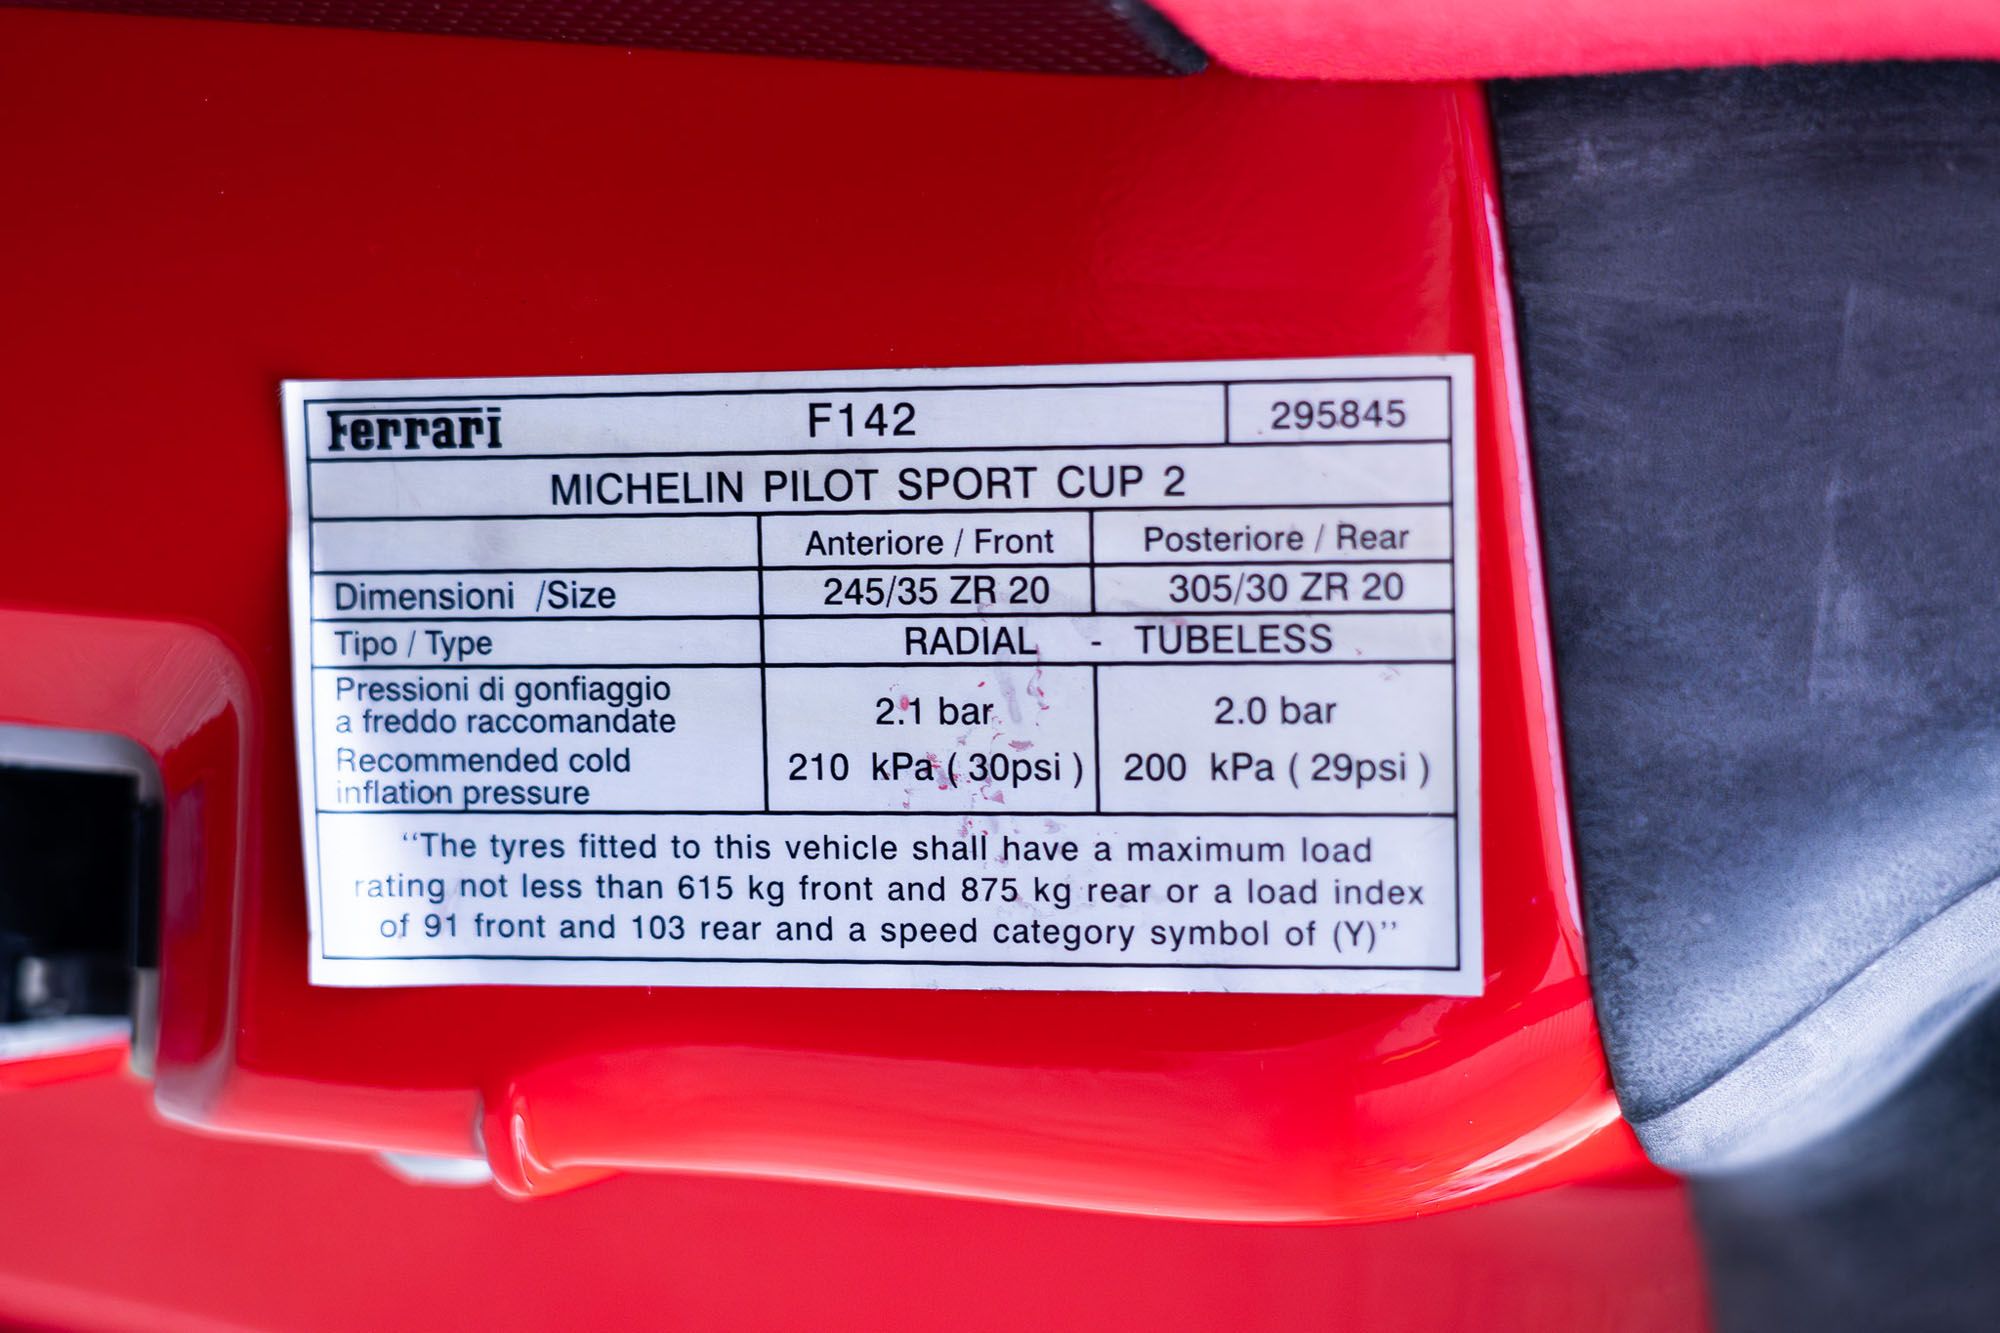 Ferrari F142 295845
MICHELIN PILOT SPORT CUP 2
Anteriore / Front Posteriore / Rear
Dimensioni /Size 245/35 ZR 20 305/30 ZR 20
Tipo / Type RADIAL - TUBELESS
Pressioni di gonfiaggio
a freddo raccomandate 2.1 bar 2.0 bar
Recommended cold
inflation pressure 210 kPa ( 30psi ) 200 kPa ( 29psi )
“The tyres fitted to this vehicle shall have a maximum load
rating not less than 615 kg front and 875 kg rear or a load index
of 91 front and 103 rear and a speed category symbol of (Y)”